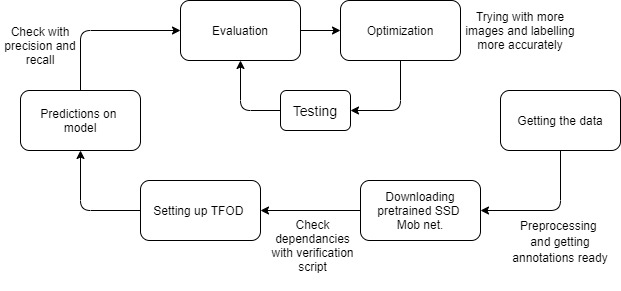 Check with
precision and
recall
Evaluation
Optimization
Trying with more
images and labelling
more accurately
Testing
Predictions on
model
Getting the data
Setting up TFOD
Downloading
pretrained SSD
Mob net.
Check
dependancies
with verification
script
Preprocessing
and getting
annotations ready